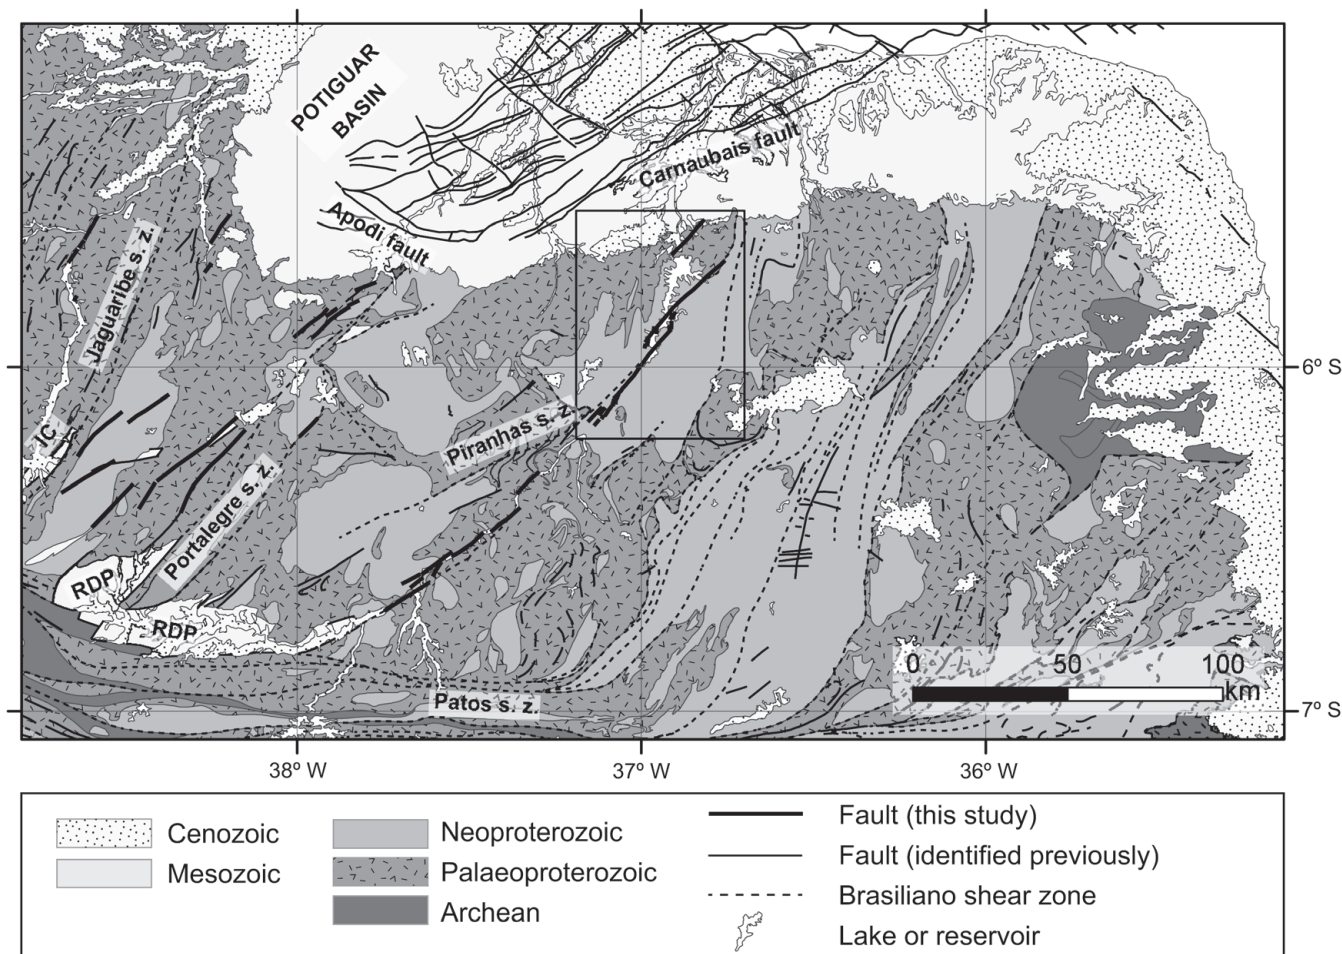 POTIGUAR
BASIN
Carnaubais fault
Apodi fault
Jaguaribe s. z.
6º S
IC
Piranhas s. z.
Portalegre s. z.
RDP
RDP
0 50 100
km
Patos s. z.
7º S
38º W 37º W 36º W
Cenozoic
Mesozoic
Neoproterozoic
Palaeoproterozoic
Archean
Fault (this study)
Fault (identified previously)
Brasiliano shear zone
Lake or reservoir